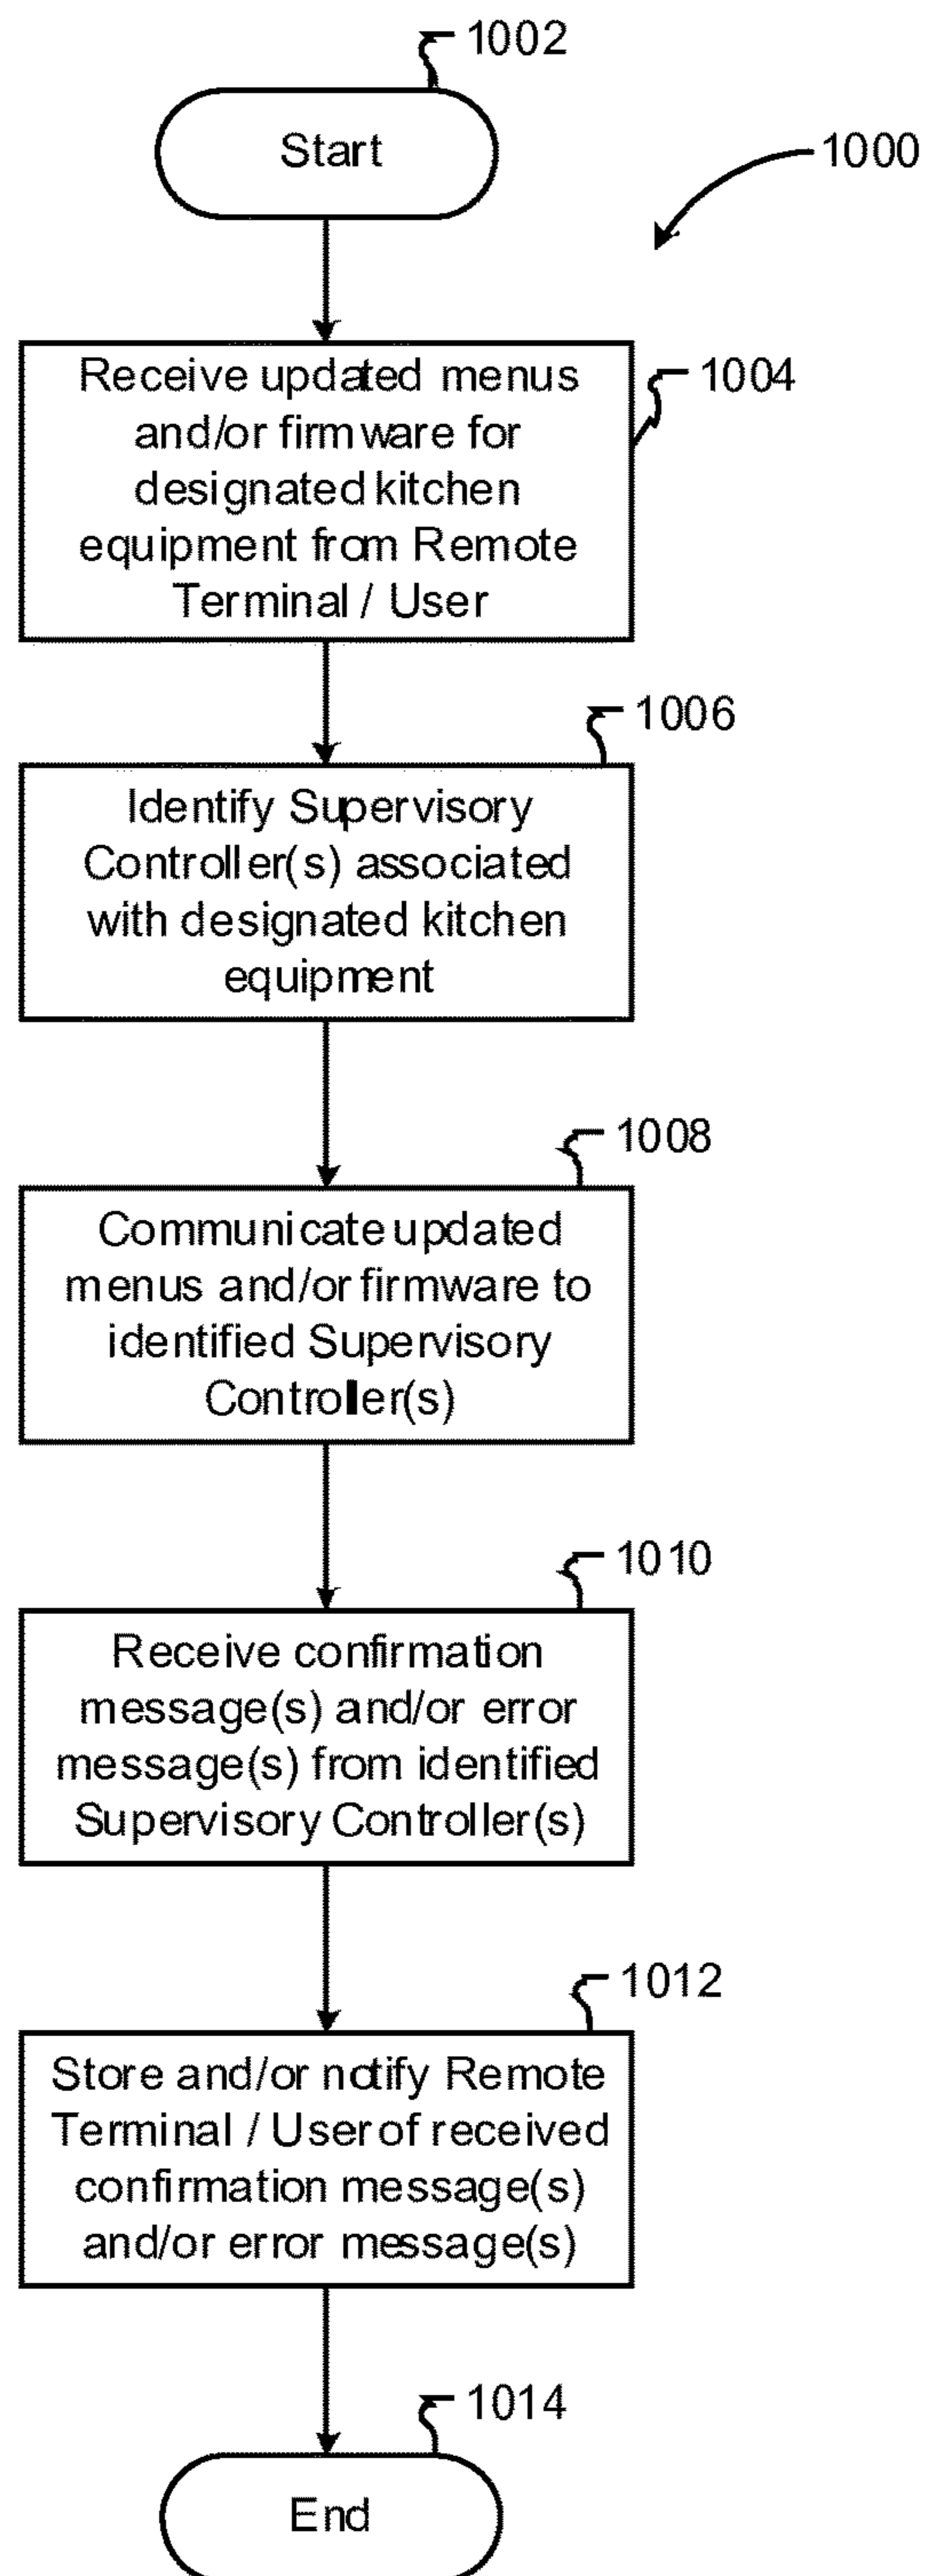 1002
Start
1000
Receive updated menus
and/or firmware for
designated kitchen
equipment from Remote
Terminal / User
1004
1006
Identify Supervisory
Controller(s) associated
with designated kitchen
equipment
1008
Communicate updated
menus and/or firmware to
identified Supervisory
Controller(s)
1010
Receive confirmation
message(s) and/or error
message(s) from identified
Supervisory Controller(s)
1012
Store and/or notify Remote
Terminal / User of received
confirmation message(s)
and/or error message(s)
1014
End